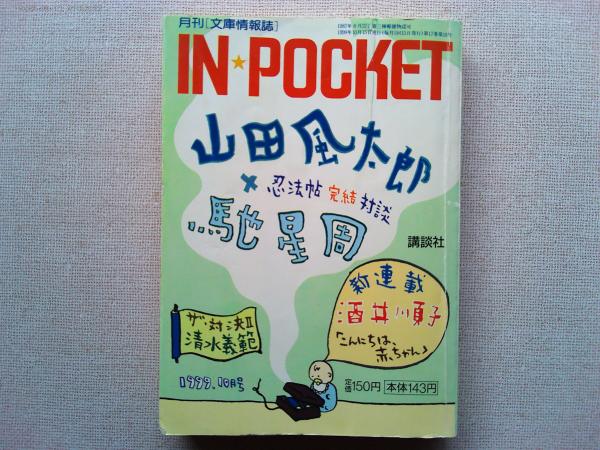 月刊[文庫情報誌]
IN★POCKET
山田風太郎
×
忍法帖 完結 対談
馳星周
講談社
新連載
酒井順子
「こんにちは、
赤ちゃん」
ザ・対決II
清水義範
1999.10月号
定価150円 本体143円